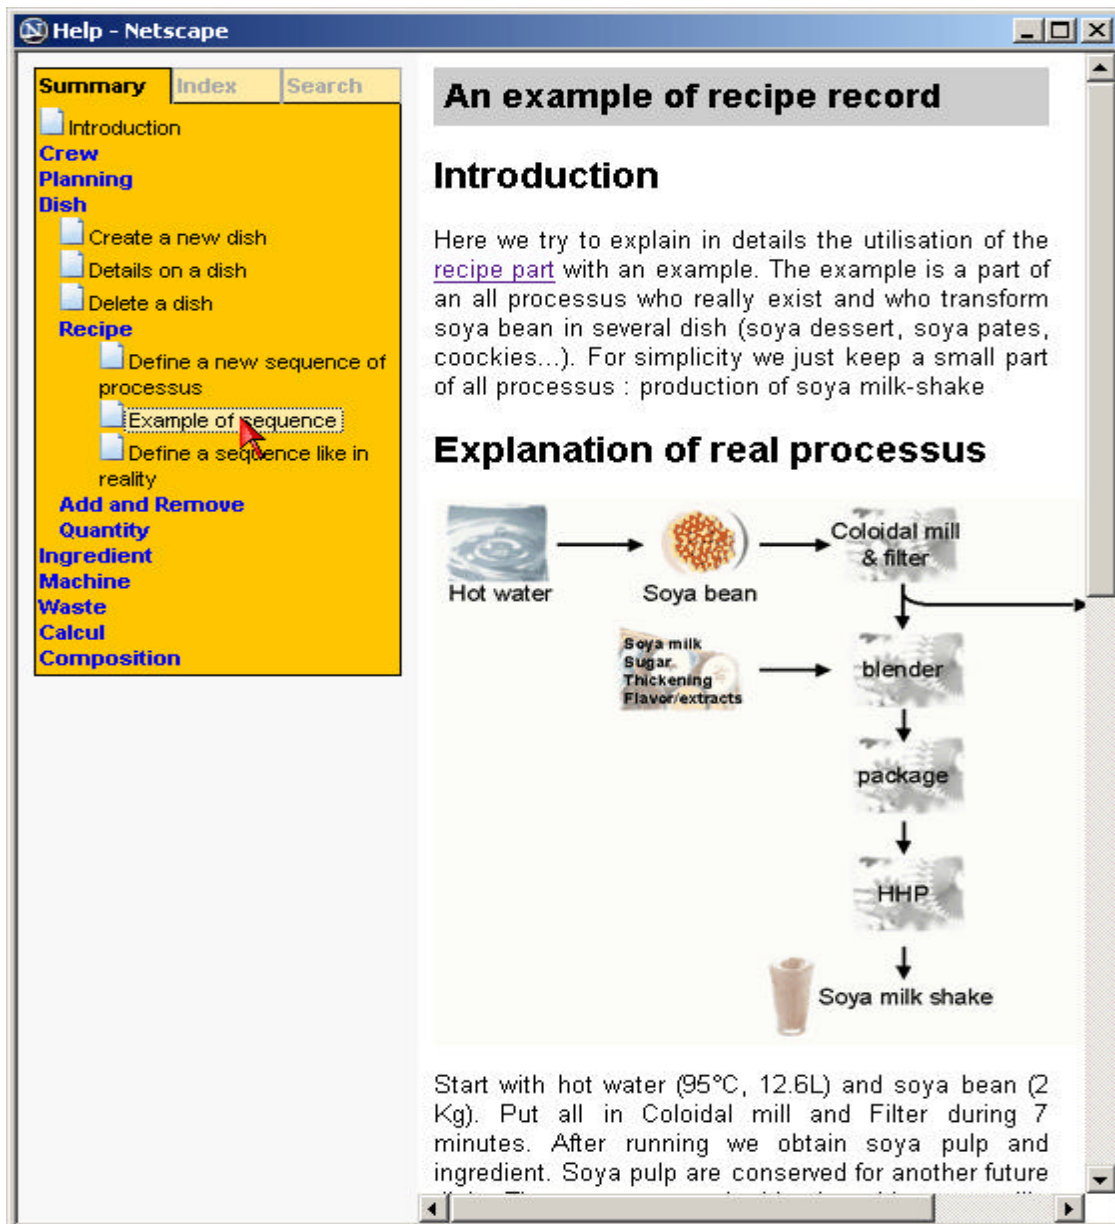 Help - Netscape
Summary
Index
Search
Introduction
Crew
Planning
Dish
Create a new dish
Details on a dish
Delete a dish
Recipe
Define a new sequence of
processus
Example of sequence
Define a sequence like in
reality
Add and Remove
Quantity
Ingredient
Machine
Waste
Calcul
Composition
An example of recipe record
Introduction
Here we try to explain in details the utilisation of the
recipe part with an example. The example is a part of
an all processus who really exist and who transform
soya bean in several dish (soya dessert, soya pates,
coockies...). For simplicity we just keep a small part
of all processus : production of soya milk-shake
Explanation of real processus
Hot water
Soya bean
Coloidal mill
& filter
Soya milk
Sugar
Thickening
Flavor/extracts
blender
package
HHP
Soya milk shake
Start with hot water (95°C, 12.6L) and soya bean (2
Kg). Put all in Coloidal mill and Filter during 7
minutes. After running we obtain soya pulp and
ingredient. Soya pulp are conserved for another future